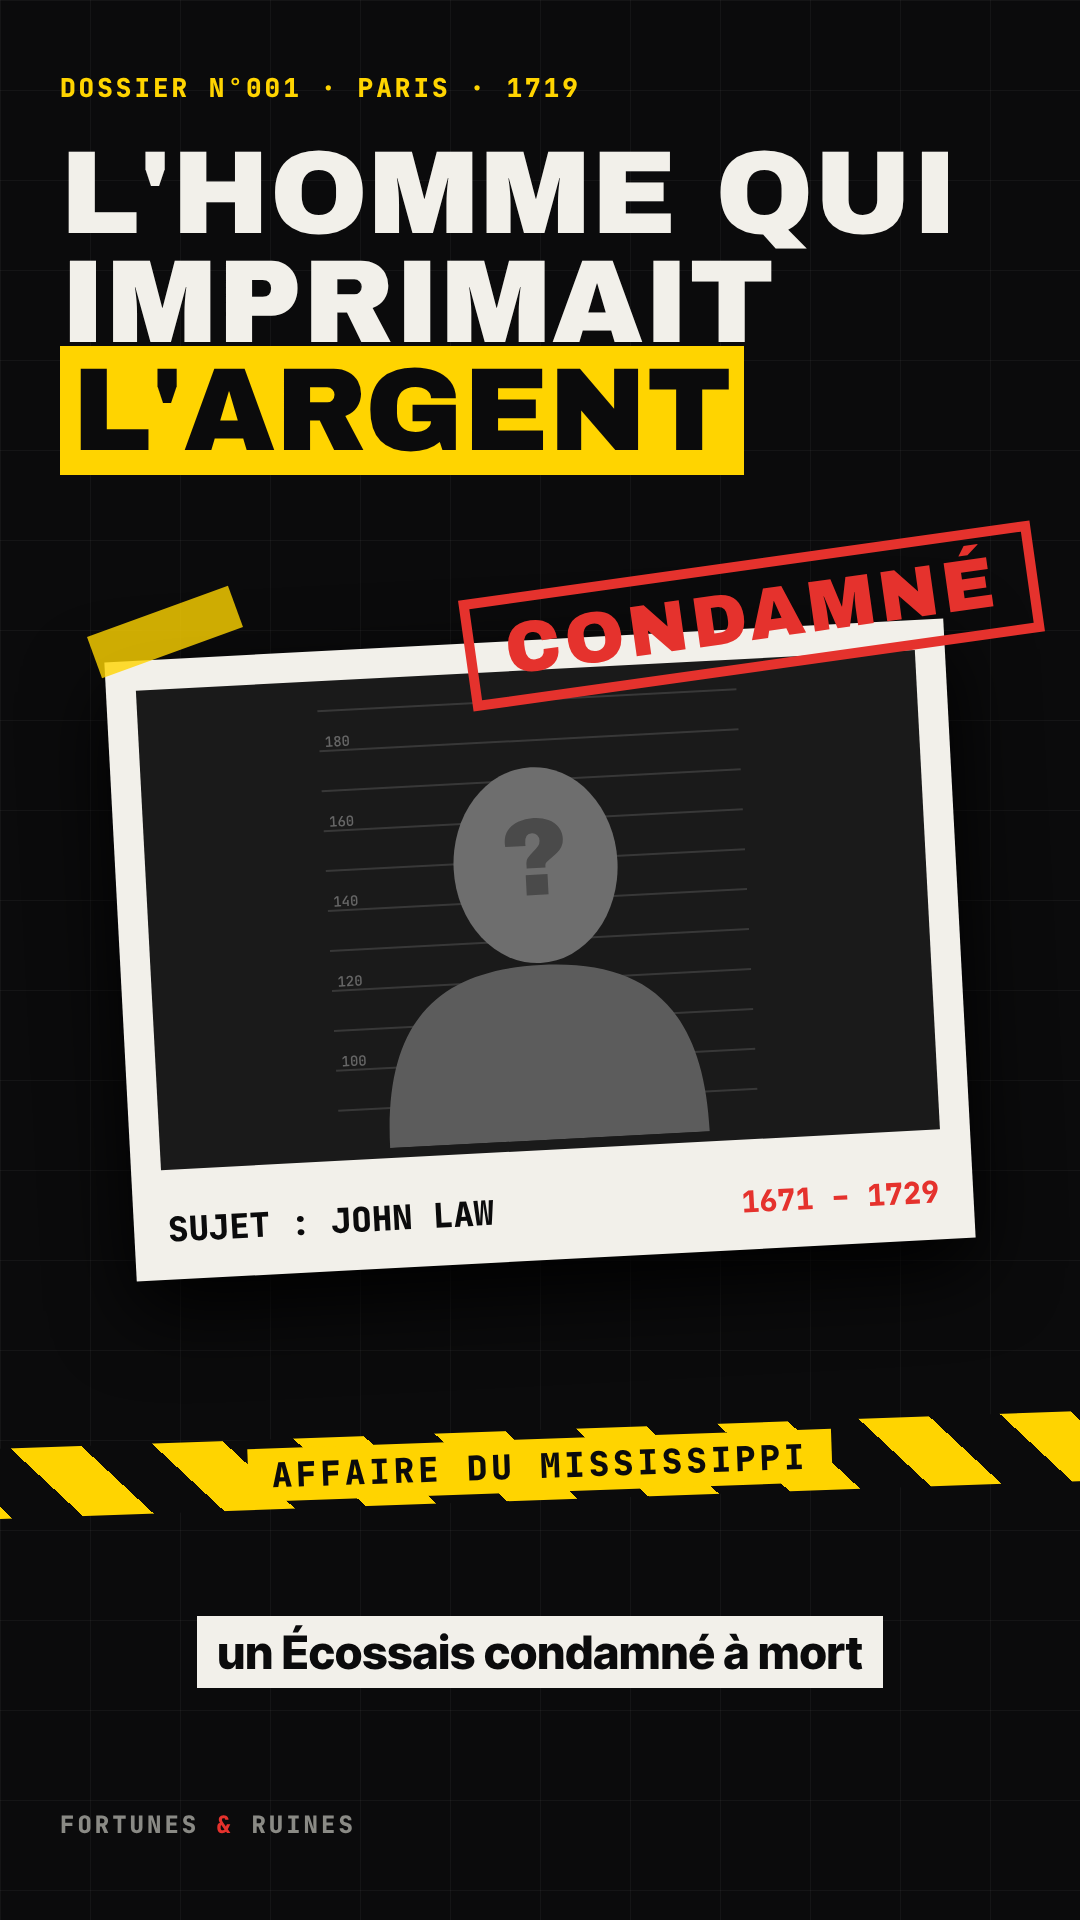 DOSSIER N°001 · PARIS · 1719
L'HOMME QUI
IMPRIMAIT
L'ARGENT
CONDAMNÉ
180
160
?
140
120
100
SUJET : JOHN LAW
1671 – 1729
AFFAIRE DU MISSISSIPPI
un Écossais condamné à mort
FORTUNES & RUINES